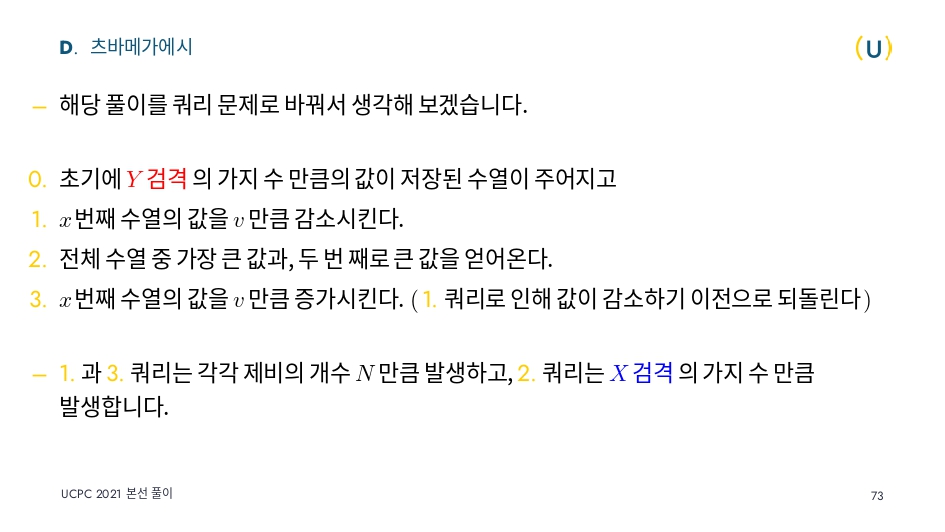 D. 츠바메가에시
(U)
– 해당 풀이를 쿼리 문제로 바꿔서 생각해 보겠습니다.
0. 초기에 Y 검격 의 가지 수 만큼의 값이 저장된 수열이 주어지고
1. x번째 수열의 값을 v 만큼 감소시킨다.
2. 전체 수열 중 가장 큰 값과, 두 번 째로 큰 값을 얻어온다.
3. x번째 수열의 값을 v 만큼 증가시킨다. ( 1. 쿼리로 인해 값이 감소하기 이전으로 되돌린다)
– 1. 과 3. 쿼리는 각각 제비의 개수 N만큼 발생하고, 2. 쿼리는 X 검격 의 가지 수 만큼
발생합니다.
UCPC 2021 본선 풀이
73